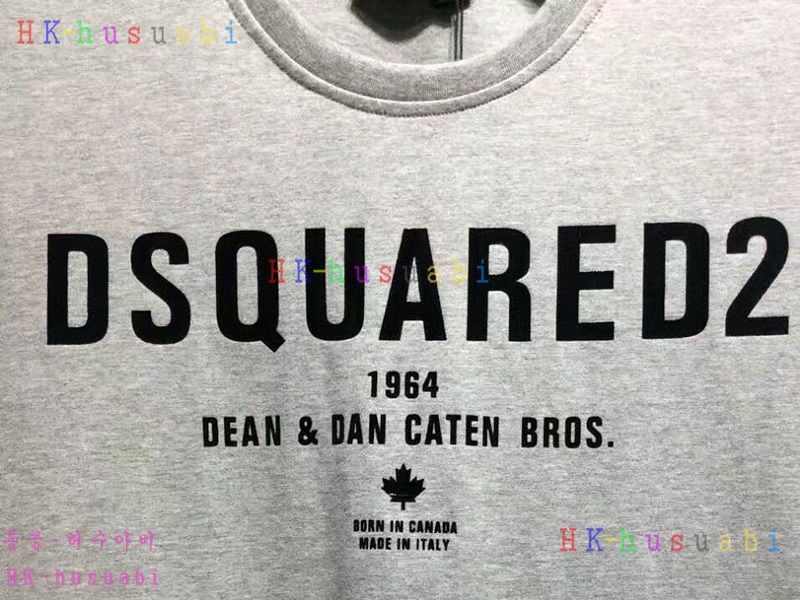 HK-hususuabi
DSQUARED2
HK-husuabi
1964
DEAN & DAN CATEN BROS.
BORN IN CANADA
MADE IN ITALY
홍콩-허수아비
HK-husuabi
HK-husuabi